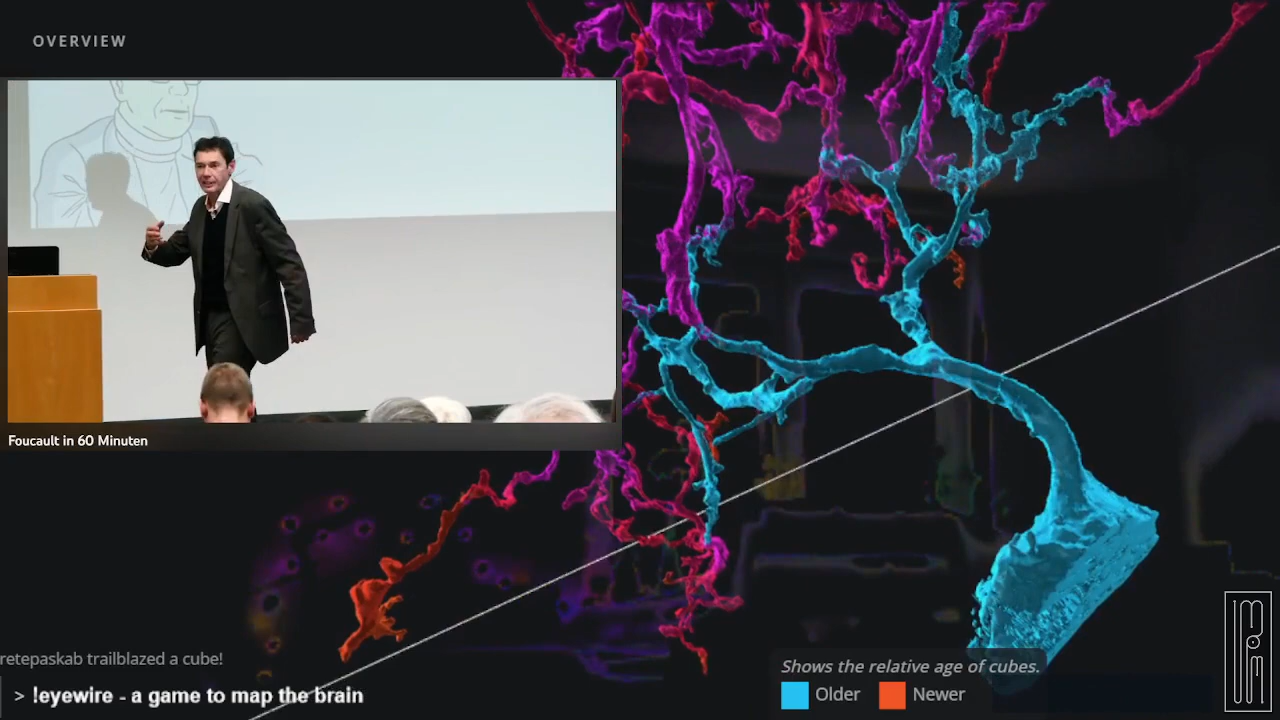 OVERVIEW
Foucault in 60 Minuten
retepaskab trailblazed a cube!
> !eyewire - a game to map the brain
Shows the relative age of cubes.
Older Newer